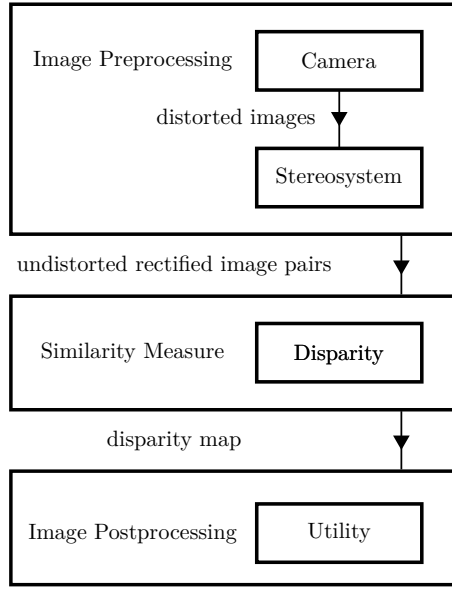 Image Preprocessing
Camera
distorted images
Stereosystem
undistorted rectified image pairs
Similarity Measure
Disparity
disparity map
Image Postprocessing
Utility